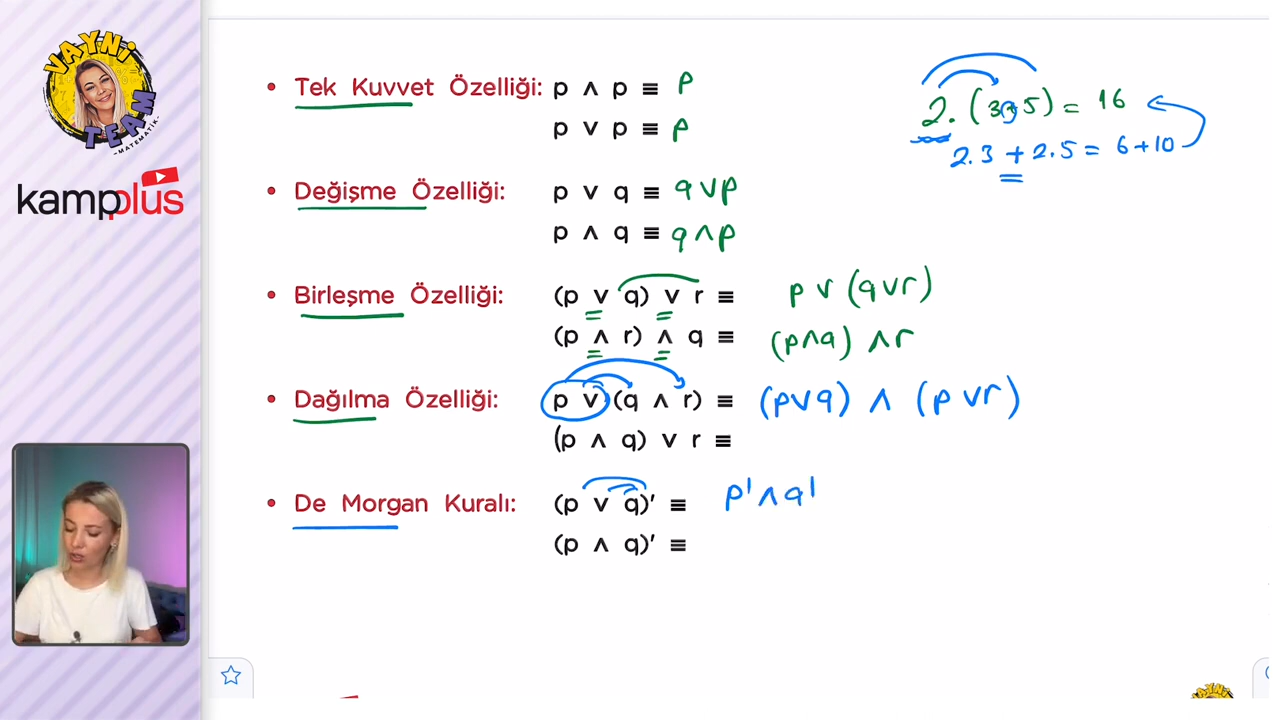 VAYNi
TEAM
-MATEMATİK-
kampplus
• Tek Kuvvet Özelliği: p ∧ p ≡ p
p ∨ p ≡ p
• Değişme Özelliği: p ∨ q ≡ q∨p
p ∧ q ≡ q∧p
• Birleşme Özelliği: (p ∨ q) ∨ r ≡ p ∨ (q∨r)
(p ∧ r) ∧ q ≡ (p∧q) ∧r
• Dağılma Özelliği: p ∨ (q ∧ r) ≡ (p∨q) ∧ (p ∨r)
(p ∧ q) ∨ r ≡
• De Morgan Kuralı: (p ∨ q)' ≡ p' ∧ q'
(p ∧ q)' ≡
2.(3+5) = 16
2.3 + 2.5 = 6+10